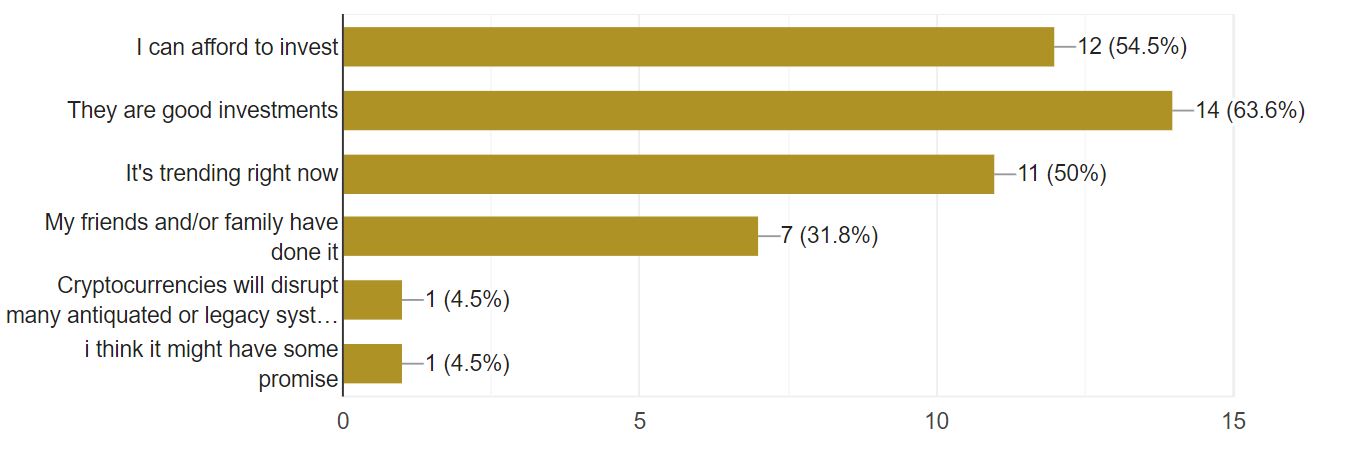 I can afford to invest
12 (54.5%)
They are good investments
14 (63.6%)
It's trending right now
11 (50%)
My friends and/or family have
done it
7 (31.8%)
Cryptocurrencies will disrupt
many antiquated or legacy syst…
1 (4.5%)
i think it might have some
promise
1 (4.5%)
0 5 10 15